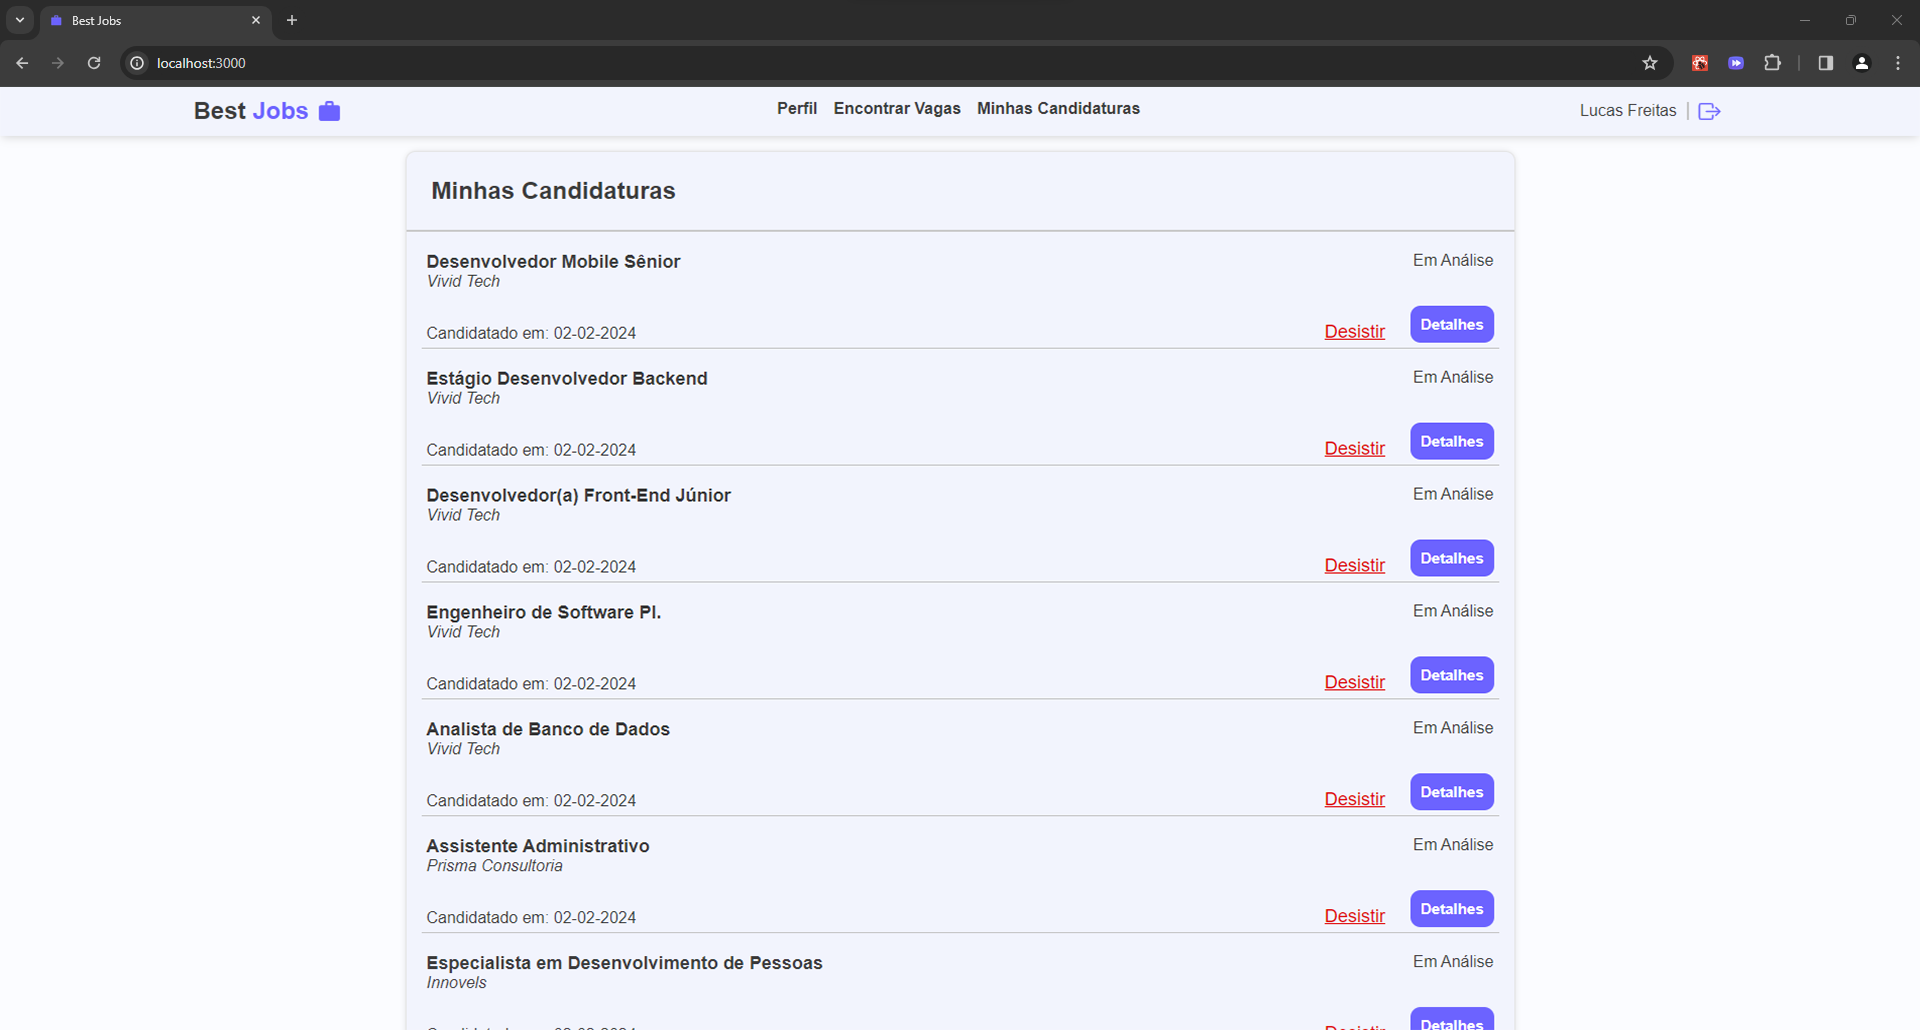 Best Jobs
localhost:3000
Best Jobs
Perfil Encontrar Vagas Minhas Candidaturas
Lucas Freitas |
Minhas Candidaturas
Desenvolvedor Mobile Sênior
Em Análise
Vivid Tech
Candidatado em: 02-02-2024
Desistir
Detalhes
Estágio Desenvolvedor Backend
Em Análise
Vivid Tech
Candidatado em: 02-02-2024
Desistir
Detalhes
Desenvolvedor(a) Front-End Júnior
Em Análise
Vivid Tech
Candidatado em: 02-02-2024
Desistir
Detalhes
Engenheiro de Software Pl.
Em Análise
Vivid Tech
Candidatado em: 02-02-2024
Desistir
Detalhes
Analista de Banco de Dados
Em Análise
Vivid Tech
Candidatado em: 02-02-2024
Desistir
Detalhes
Assistente Administrativo
Em Análise
Prisma Consultoria
Candidatado em: 02-02-2024
Desistir
Detalhes
Especialista em Desenvolvimento de Pessoas
Em Análise
Innovels
Detalhes